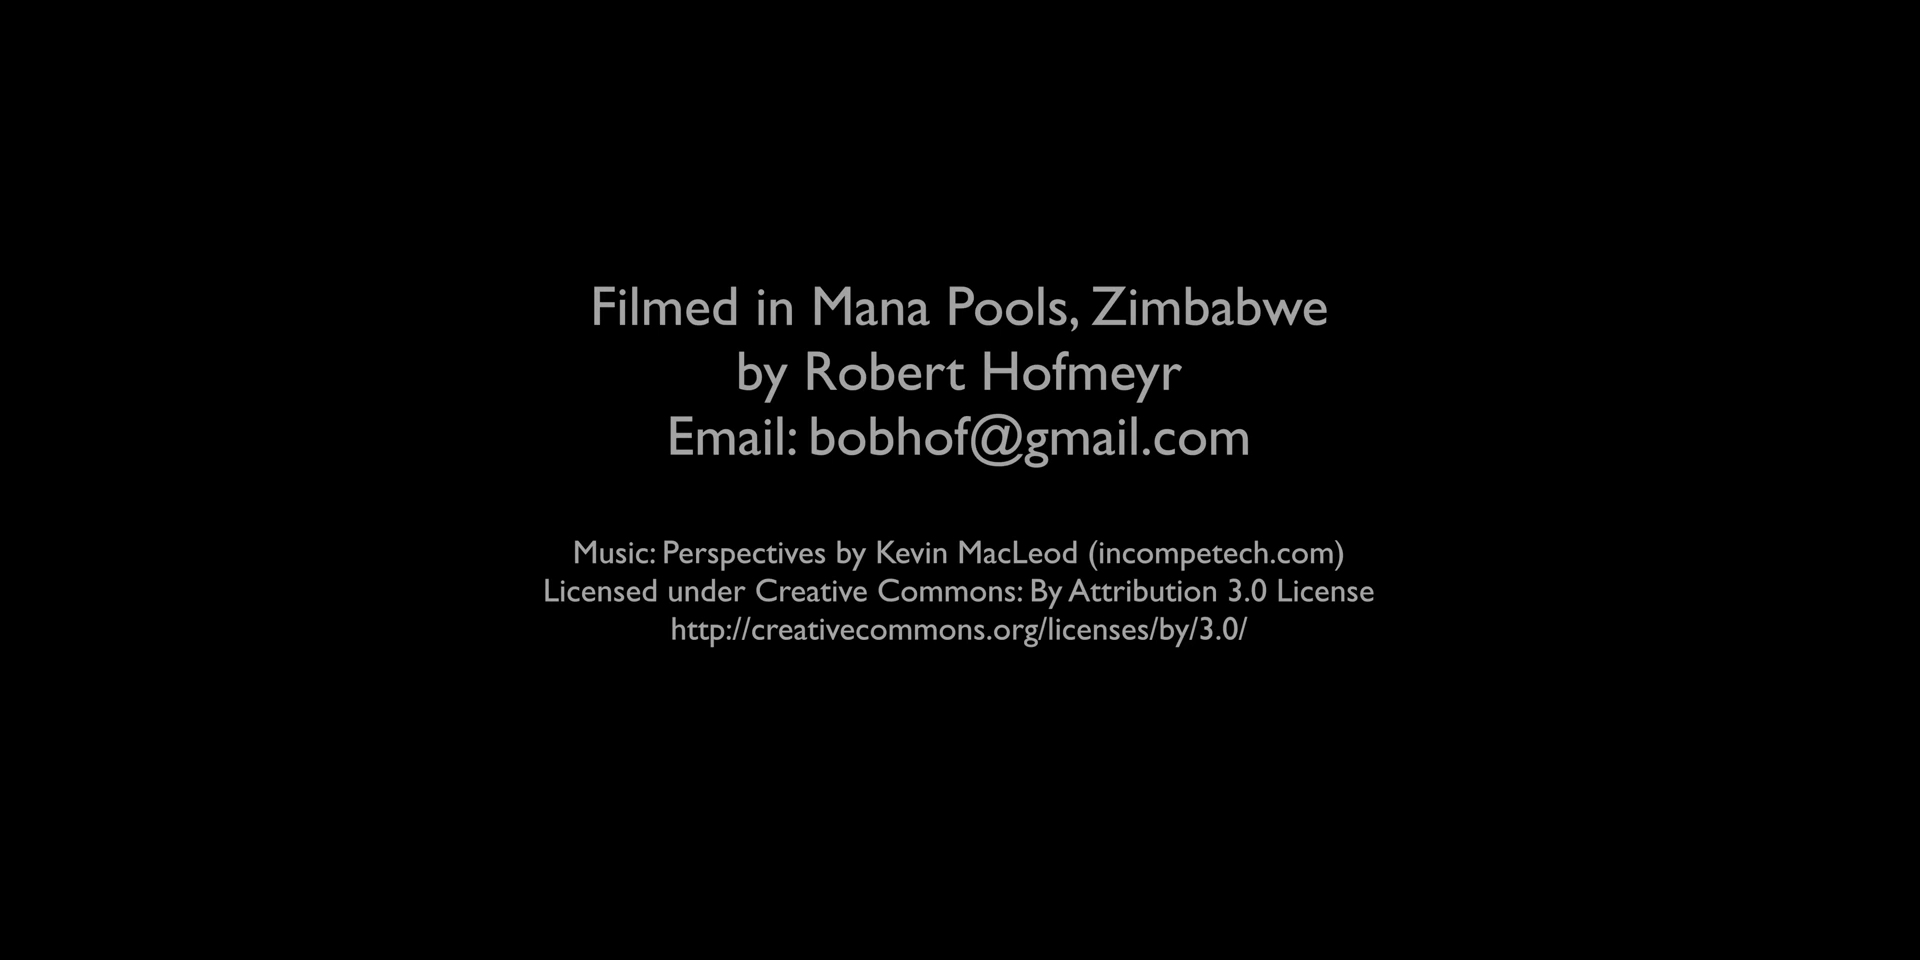 Filmed in Mana Pools, Zimbabwe
by Robert Hofmeyr
Email: bobhof@gmail.com
Music: Perspectives by Kevin MacLeod (incompetech.com)
Licensed under Creative Commons: By Attribution 3.0 License
http://creativecommons.org/licenses/by/3.0/